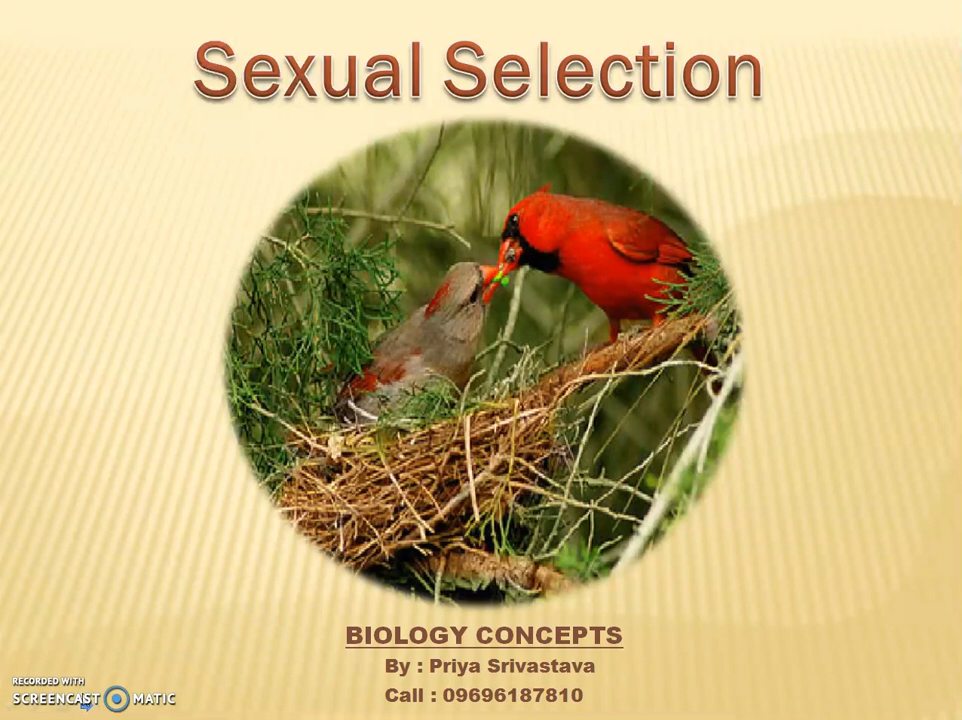 Sexual Selection
BIOLOGY CONCEPTS
By : Priya Srivastava
Call : 09696187810
RECORDED WITH
SCREENCAST MATIC